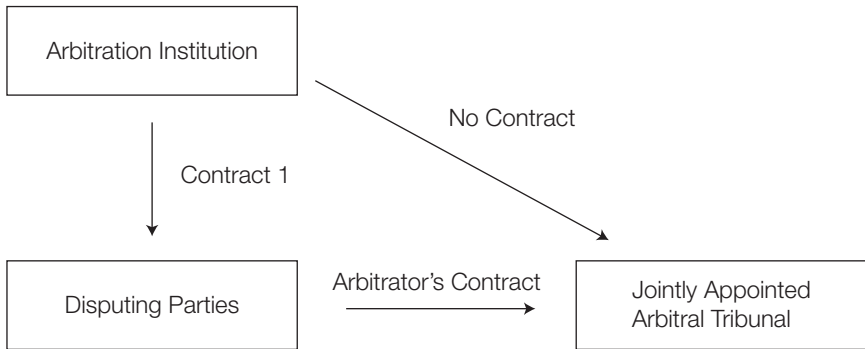 Arbitration Institution
No Contract
Contract 1
Arbitrator’s Contract
Disputing Parties
Jointly Appointed
Arbitral Tribunal